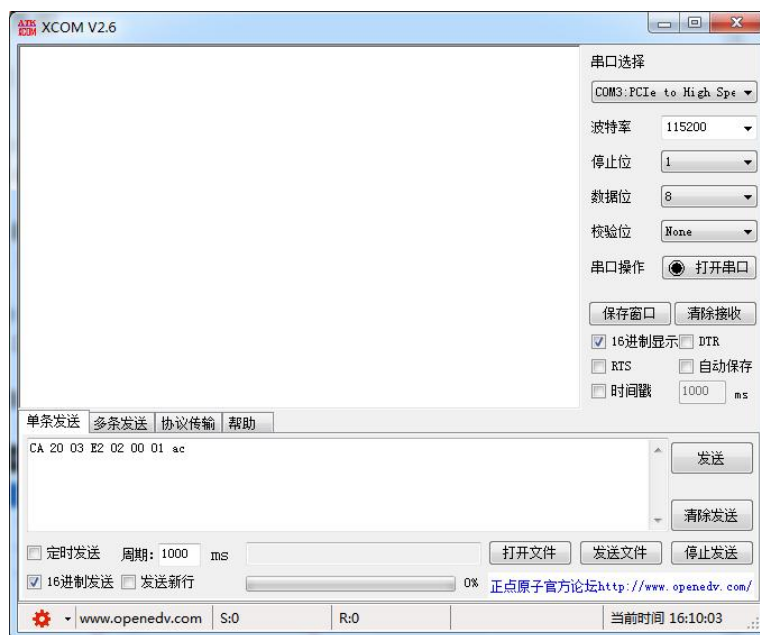 ATK XCOM XCOM V2.6
串口选择
COM3:PCIe to High Spe
波特率 115200
停止位 1
数据位 8
校验位 None
串口操作 打开串口
保存窗口 清除接收
16进制显示 DTR
RTS 自动保存
时间戳 1000 ms
单条发送 多条发送 协议传输 帮助
CA 20 03 E2 02 00 01 ac
发送
清除发送
定时发送 周期: 1000 ms 打开文件 发送文件 停止发送
16进制发送 发送新行 0% 正点原子官方论坛http://www.openedv.com/
www.openedv.com S:0 R:0 当前时间 16:10:03